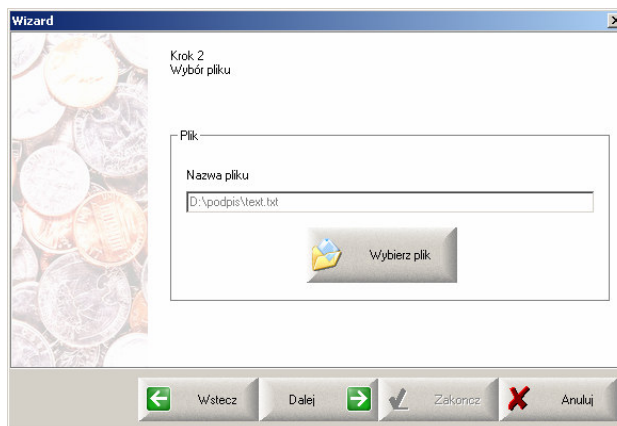 Wizard
Krok 2
Wybór pliku
Plik
Nazwa pliku
D:\podpis\text.txt
Wybierz plik
Wstecz
Dalej
Zakoncz
Anuluj